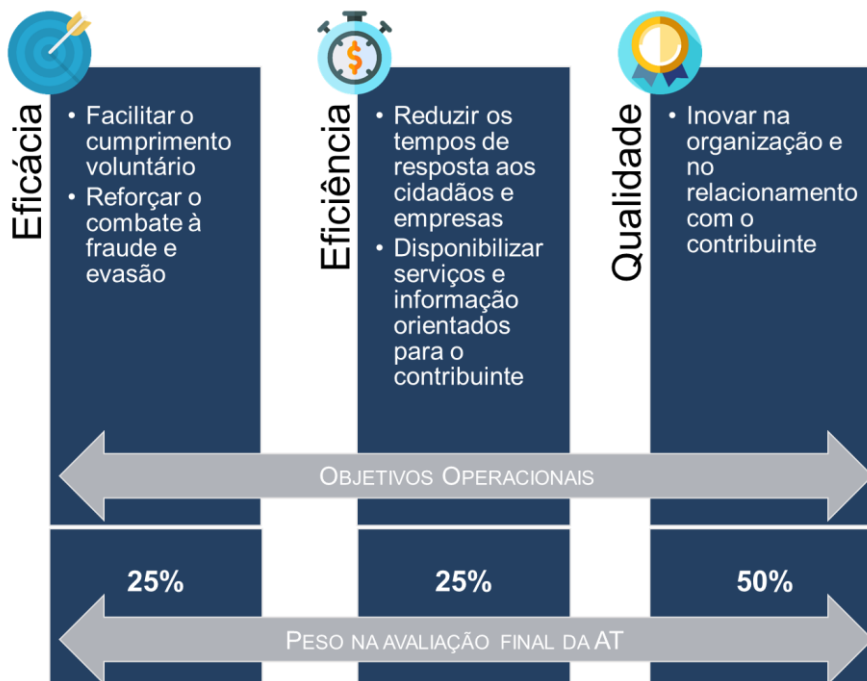 Eficácia
• Facilitar o
cumprimento
voluntário
• Reforçar o
combate à
fraude e
evasão
Eficiência
• Reduzir os
tempos de
resposta aos
cidadãos e
empresas
• Disponibilizar
serviços e
informação
orientados
para o
contribuinte
Qualidade
• Inovar na
organização e
no
relacionamento
com o
contribuinte
OBJETIVOS OPERACIONAIS
25%
25%
50%
PESO NA AVALIAÇÃO FINAL DA AT